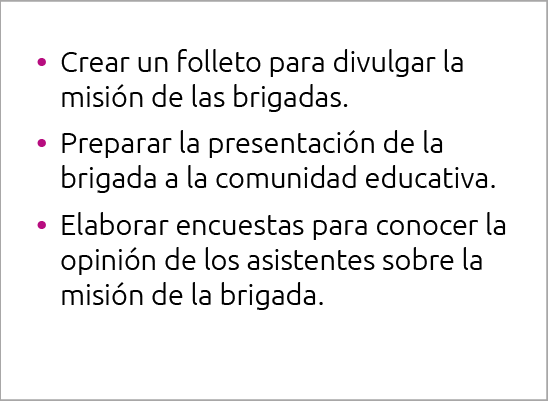 • Crear un folleto para divulgar la
misión de las brigadas.
• Preparar la presentación de la
brigada a la comunidad educativa.
• Elaborar encuestas para conocer la
opinión de los asistentes sobre la
misión de la brigada.